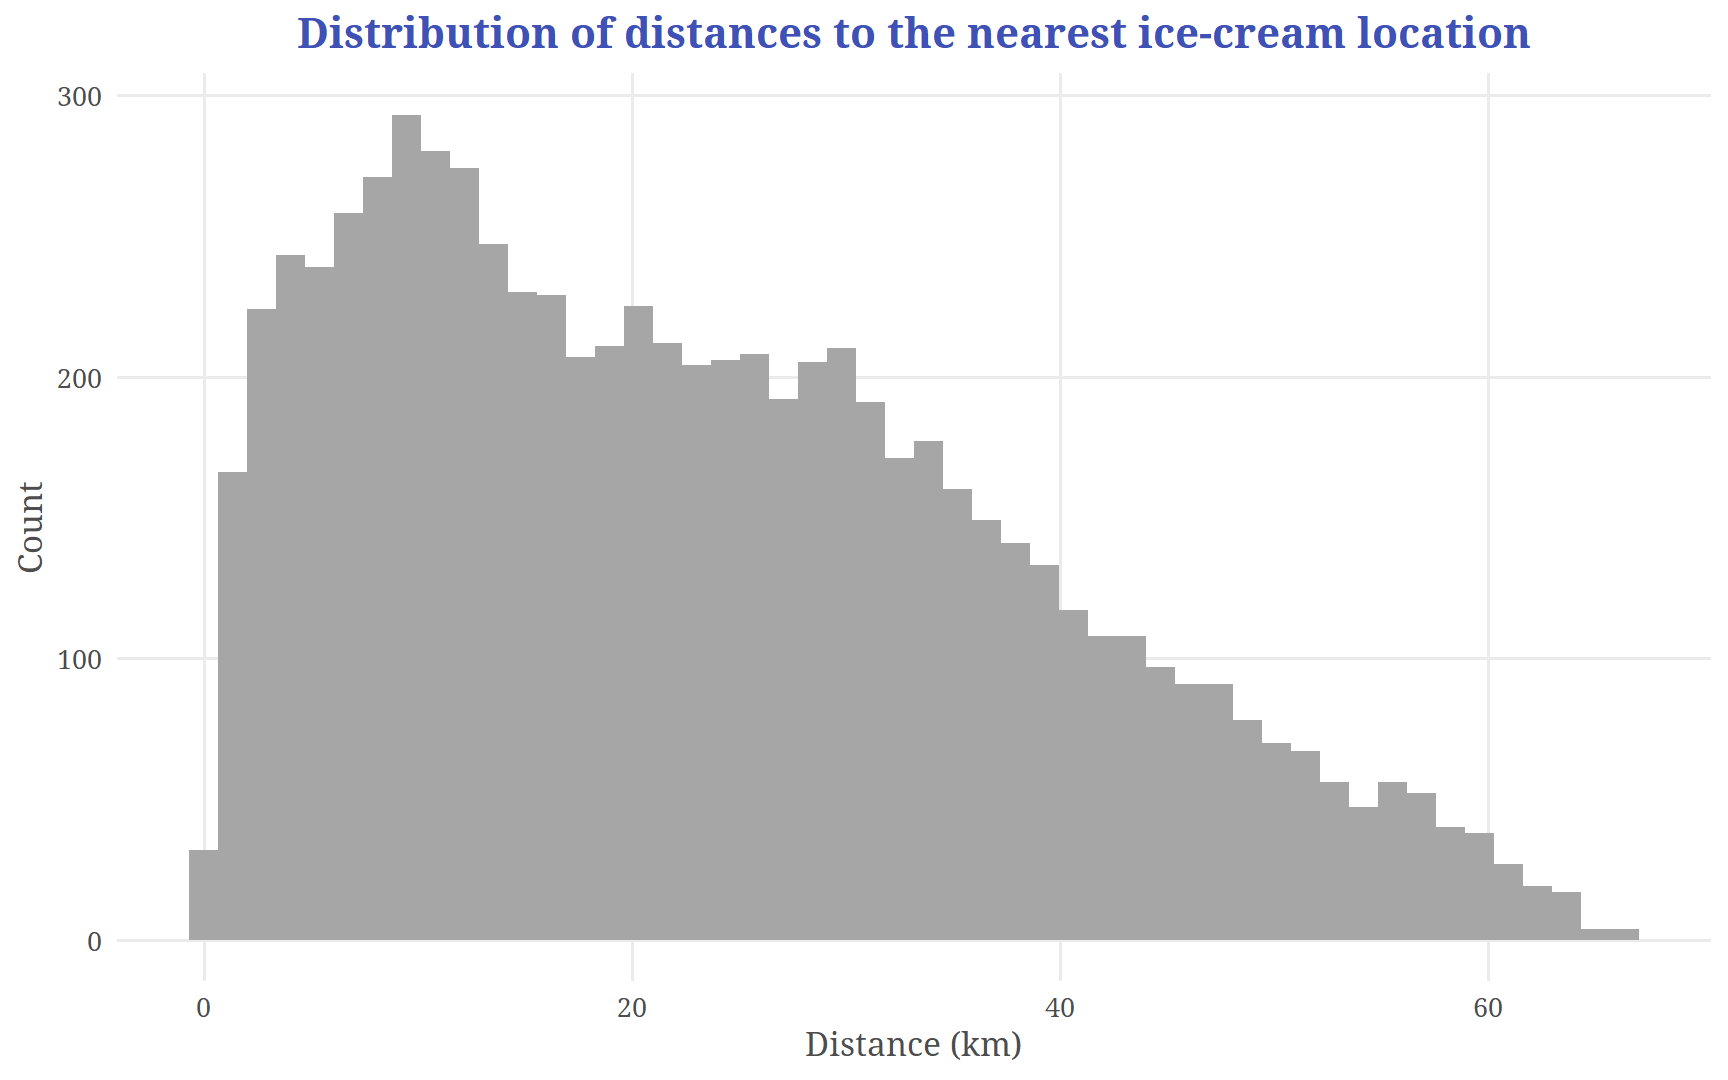 Distribution of distances to the nearest ice-cream location
300
200
100
0
Count
0 20 40 60
Distance (km)